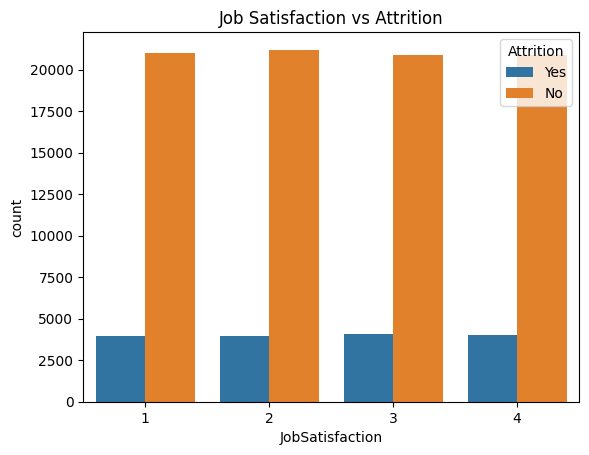 Job Satisfaction vs Attrition
Attrition
Yes
No
20000
17500
15000
12500
10000
7500
5000
2500
0
count
1 2 3 4
JobSatisfaction